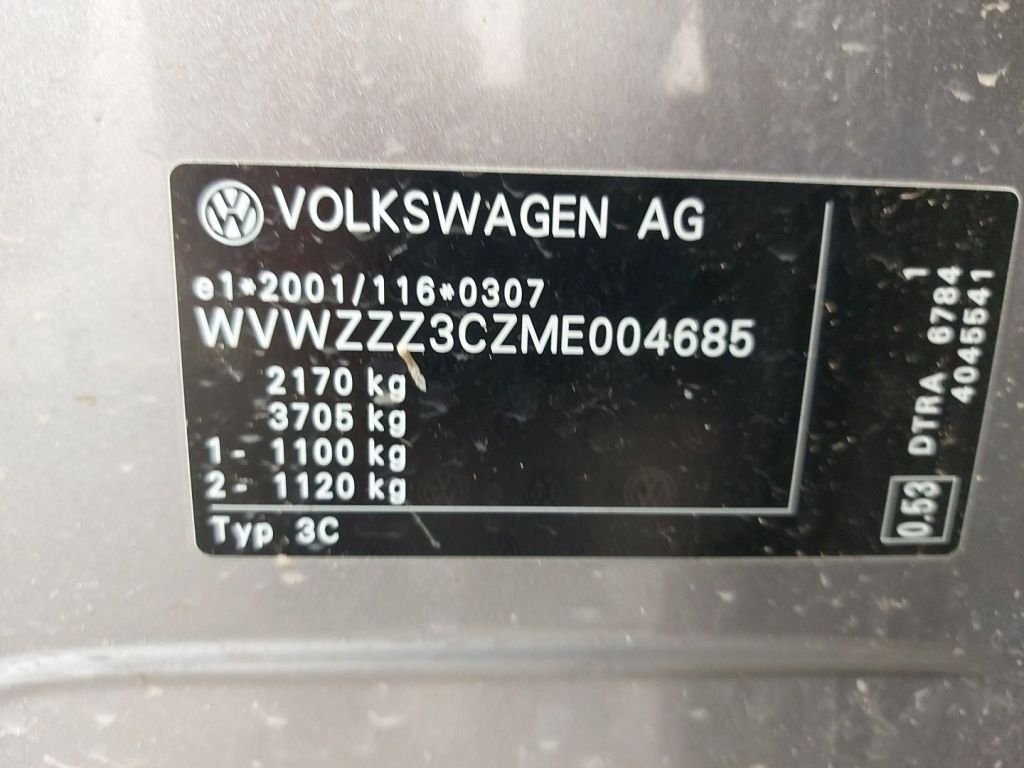 VOLKSWAGEN AG
e1*2001/116*0307
WVWZZZ3CZME004685
2170 kg
3705 kg
1- 1100 kg
2- 1120 kg
Typ 3C
0.53 DTRA 6784 1
4045541